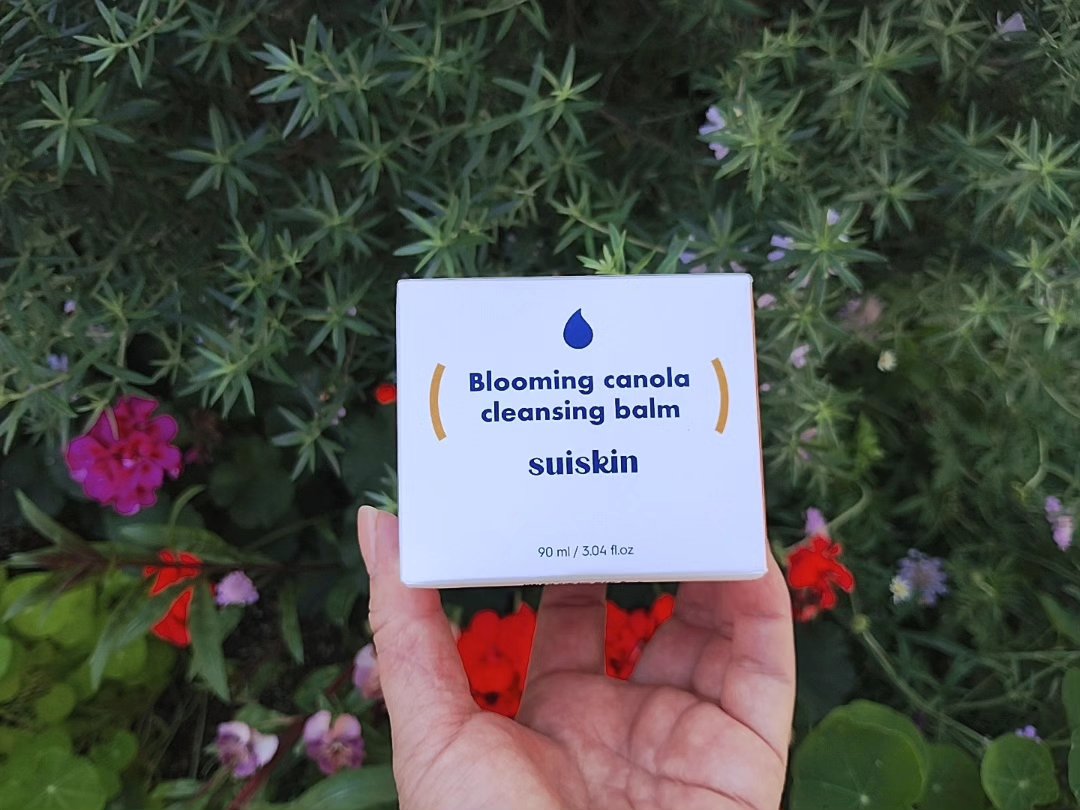 Blooming canola
cleansing balm
suiskin
90 ml / 3.04 fl.oz